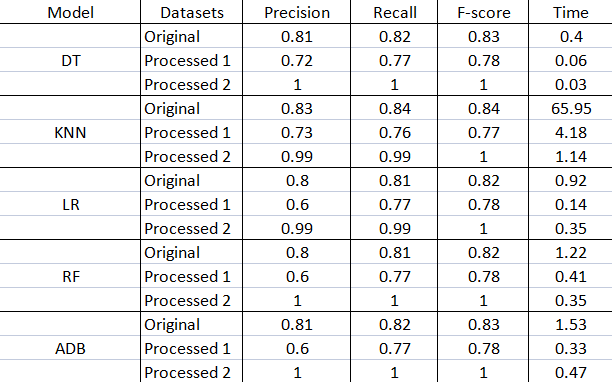 Model Datasets Precision Recall F-score Time
Original 0.81 0.82 0.83 0.4
DT Processed 1 0.72 0.77 0.78 0.06
Processed 2 1 1 1 0.03
Original 0.83 0.84 0.84 65.95
KNN Processed 1 0.73 0.76 0.77 4.18
Processed 2 0.99 0.99 1 1.14
Original 0.8 0.81 0.82 0.92
LR Processed 1 0.6 0.77 0.78 0.14
Processed 2 0.99 0.99 1 0.35
Original 0.8 0.81 0.82 1.22
RF Processed 1 0.6 0.77 0.78 0.41
Processed 2 1 1 1 0.35
Original 0.81 0.82 0.83 1.53
ADB Processed 1 0.6 0.77 0.78 0.33
Processed 2 1 1 1 0.47